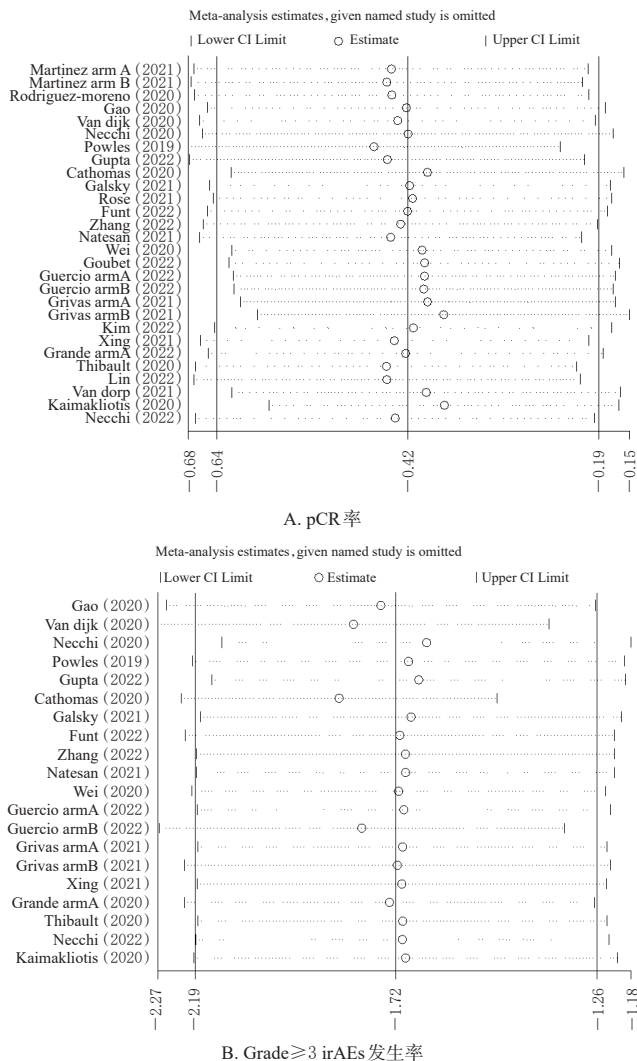 Meta-analysis estimates, given named study is omitted
Lower CI Limit Estimate Upper CI Limit
Martinez arm A (2021)
Martinez arm B (2021)
Rodriguez-moreno (2020)
Gao (2020)
Van dijk (2020)
Necchi (2020)
Powles (2019)
Gupta (2022)
Cathomas (2020)
Galsky (2021)
Rose (2021)
Funt (2022)
Zhang (2022)
Natesan (2021)
Wei (2020)
Goubet (2022)
Guercio armA (2022)
Guercio armB (2022)
Grivas armA (2021)
Grivas armB (2021)
Kim (2022)
Xing (2021)
Grande armA (2022)
Thibault (2020)
Lin (2022)
Van dorp (2021)
Kaimakliotis (2020)
Necchi (2022)
−0.68 −0.64 −0.42 −0.19 −0.15
A. pCR率
Meta-analysis estimates, given named study is omitted
Lower CI Limit Estimate Upper CI Limit
Gao (2020)
Van dijk (2020)
Necchi (2020)
Powles (2019)
Gupta (2022)
Cathomas (2020)
Galsky (2021)
Funt (2022)
Zhang (2022)
Natesan (2021)
Wei (2020)
Guercio armA (2022)
Guercio armB (2022)
Grivas armA (2021)
Grivas armB (2021)
Xing (2021)
Grande armA (2020)
Thibault (2020)
Necchi (2022)
Kaimakliotis (2020)
−2.27 −2.19 −1.72 −1.26 −1.18
B. Grade≥3 irAEs发生率